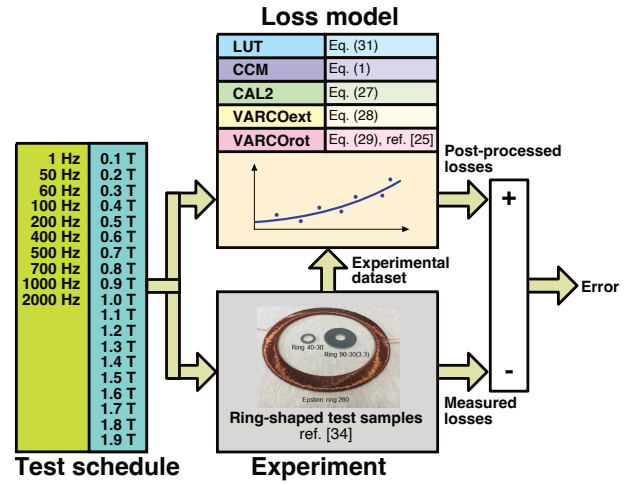 Loss model
LUT Eq. (31)
CCM Eq. (1)
CAL2 Eq. (27)
VARCOext Eq. (28)
VARCOrot Eq. (29), ref. [25]
1 Hz
50 Hz
60 Hz
100 Hz
200 Hz
400 Hz
500 Hz
700 Hz
1000 Hz
2000 Hz
0.1 T
0.2 T
0.3 T
0.4 T
0.5 T
0.6 T
0.7 T
0.8 T
0.9 T
1.0 T
1.1 T
1.2 T
1.3 T
1.4 T
1.5 T
1.6 T
1.7 T
1.8 T
1.9 T
Test schedule
Post-processed
losses
+
-
Error
Experimental
dataset
Ring 40-30
Ring 90-30(3.3)
Epstein ring 260
Ring-shaped test samples
ref. [34]
Experiment
Measured
losses